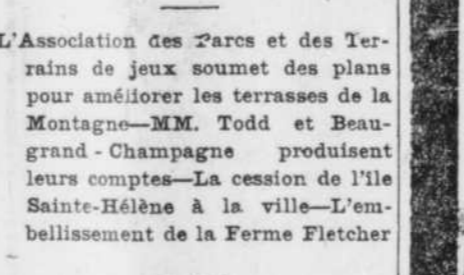 L'Association des Parcs et des Ter-
rains de jeux soumet des plans
pour améliorer les terrasses de la
Montagne—MM. Todd et Beau-
grand - Champagne produisent
leurs comptes—La cession de l'île
Sainte-Hélène à la ville—L'em-
bellissement de la Ferme Fletcher